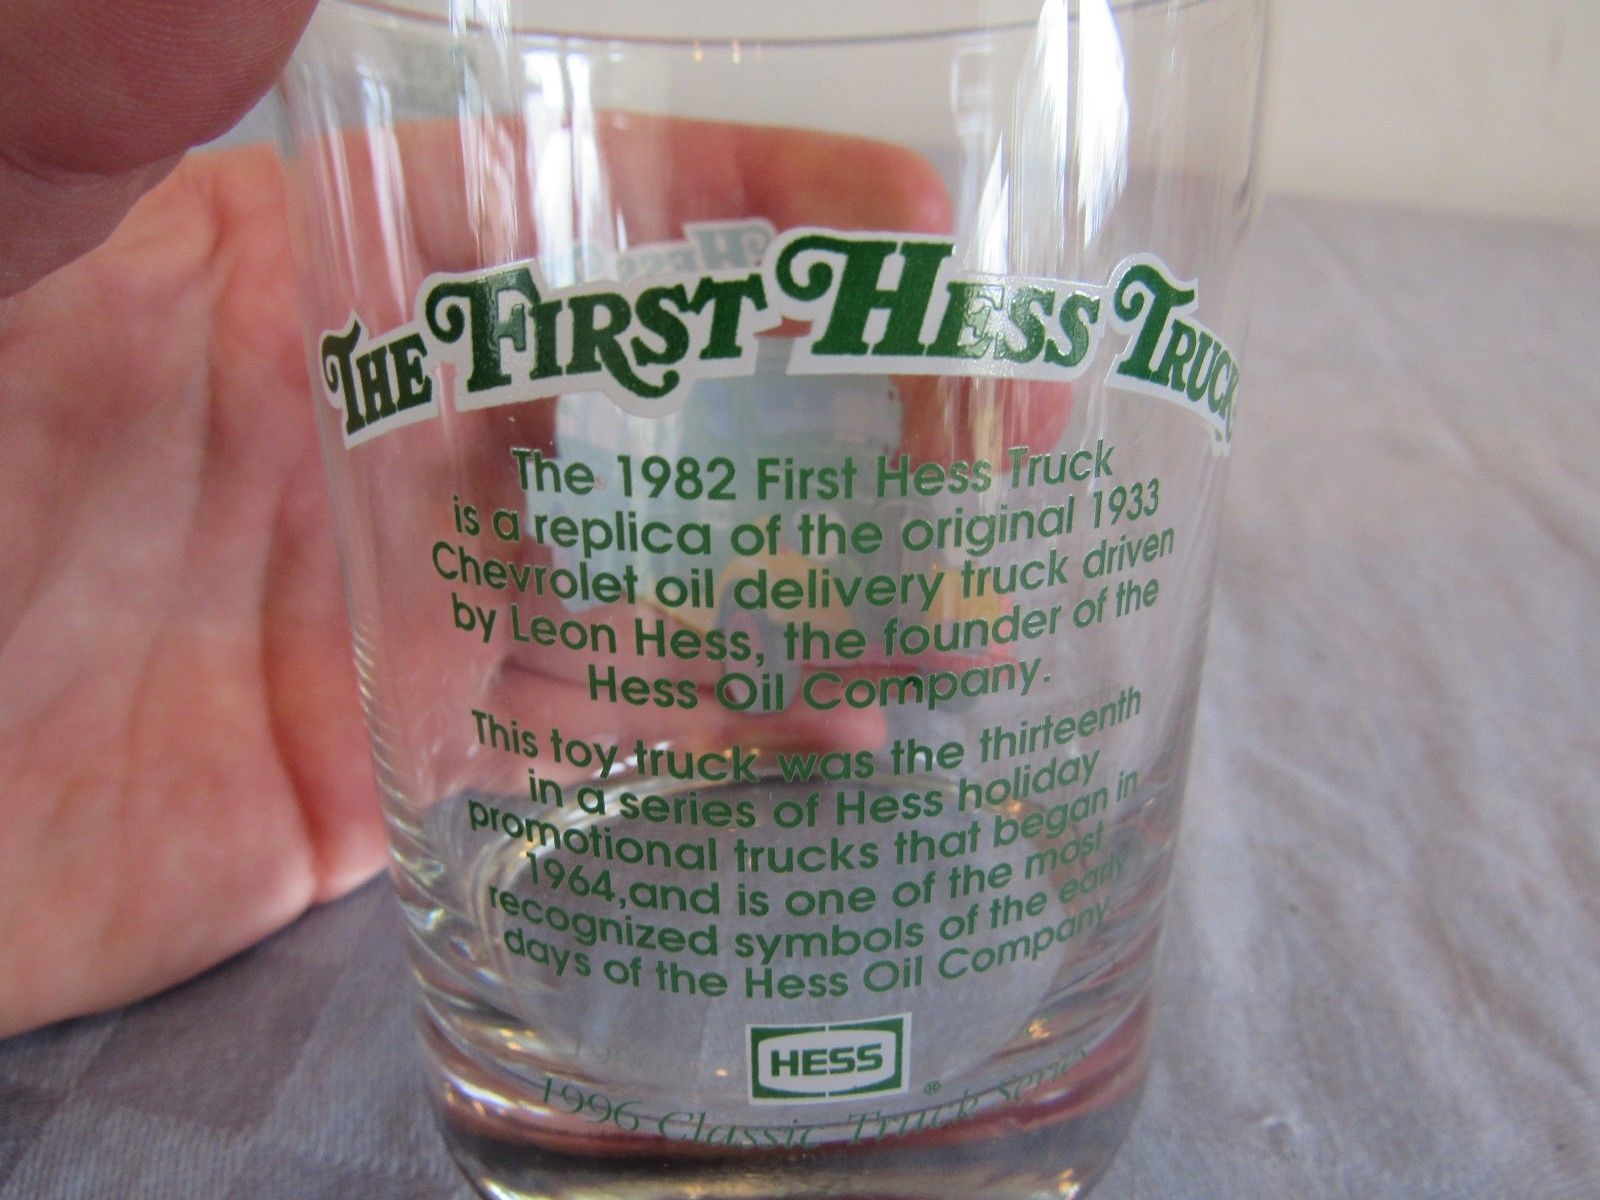 THE FIRST HESS TRUCK
The 1982 First Hess Truck
is a replica of the original 1933
Chevrolet oil delivery truck driven
by Leon Hess, the founder of the
Hess Oil Company.
This toy truck was the thirteenth
in a series of Hess holiday
promotional trucks that began in
1964,and is one of the most
recognized symbols of the early
days of the Hess Oil Company.
HESS
®
1996 Classic Truck Series